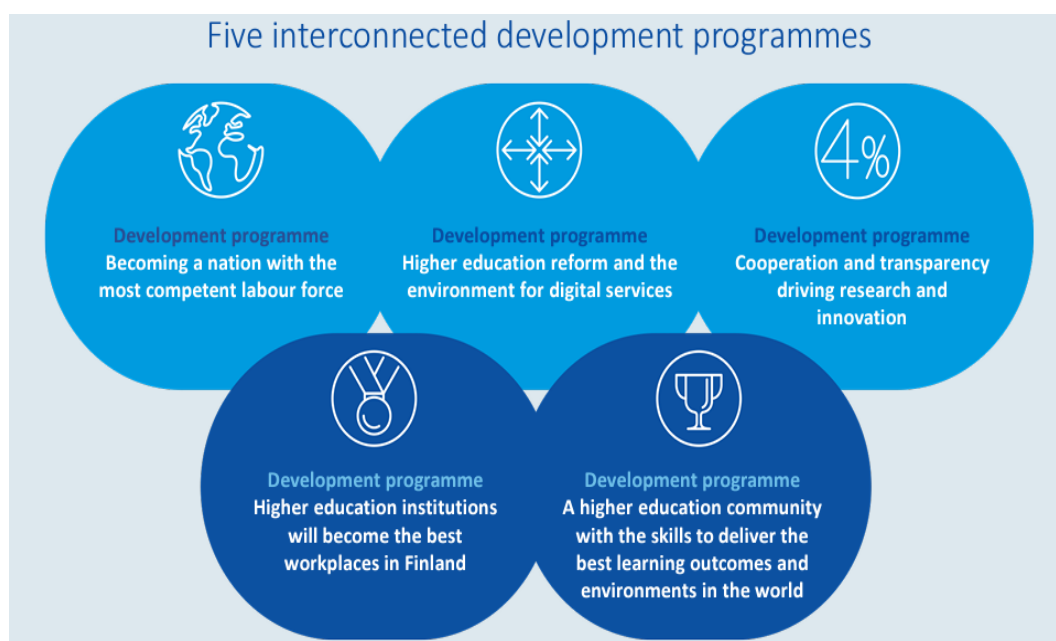 Five interconnected development programmes
Development programme
Becoming a nation with the
most competent labour force
Development programme
Higher education reform and the
environment for digital services
4%
Development programme
Cooperation and transparency
driving research and
innovation
Development programme
Higher education institutions
will become the best
workplaces in Finland
Development programme
A higher education community
with the skills to deliver the
best learning outcomes and
environments in the world